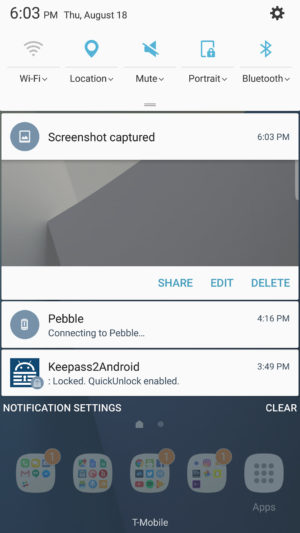 6:03 PM Thu, August 18
Wi-Fi Location Mute Portrait Bluetooth
Screenshot captured 6:03 PM
SHARE EDIT DELETE
Pebble 4:16 PM
Connecting to Pebble...
Keepass2Android 3:49 PM
: Locked. QuickUnlock enabled.
NOTIFICATION SETTINGS CLEAR
1 1 1
Apps
T-Mobile